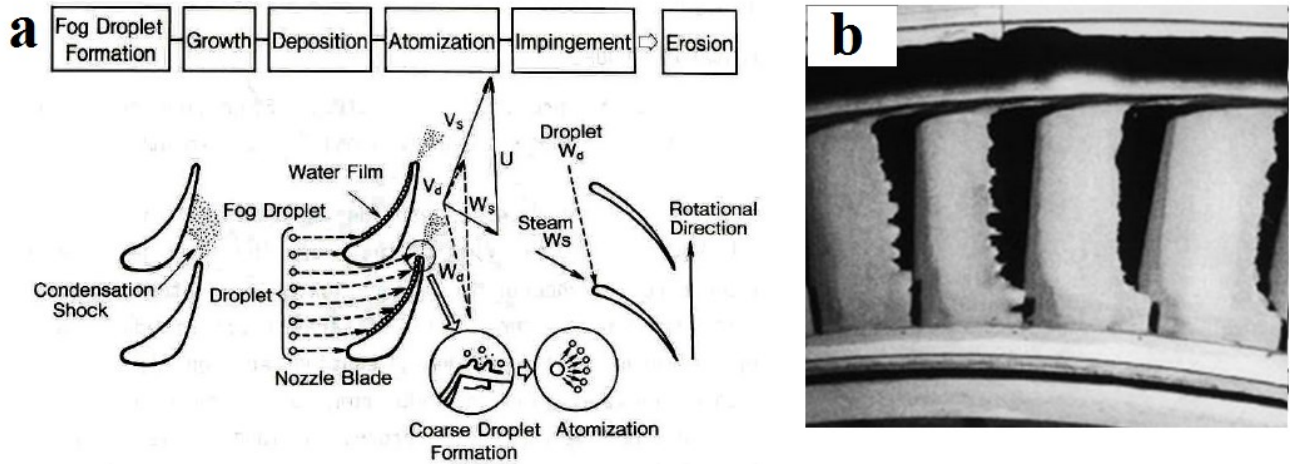 a
Fog Droplet
Formation
Growth
Deposition
Atomization
Impingement
Erosion
Water Film
Fog Droplet
Condensation
Shock
Droplet
Nozzle Blade
Vs
Vd
U
Ws
Wd
Coarse Droplet
Formation
Atomization
Droplet
Wd
Steam
Ws
Rotational
Direction
b